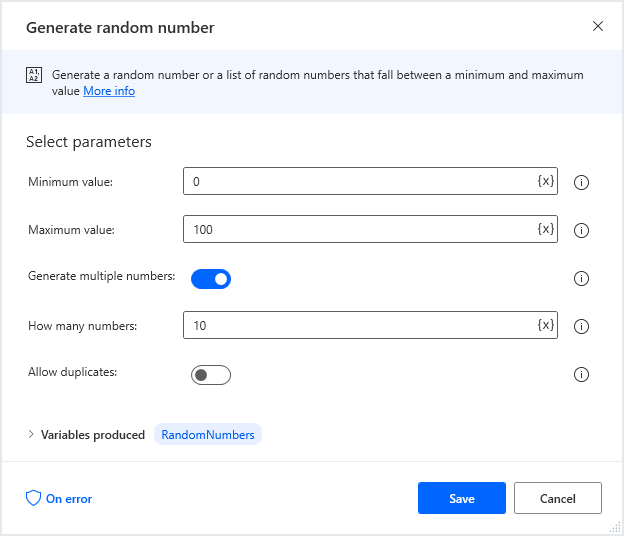 Generate random number
A1,
A2
Generate a random number or a list of random numbers that fall between a minimum and maximum
value More info
Select parameters
Minimum value: 0 {x}
Maximum value: 100 {x}
Generate multiple numbers:
How many numbers: 10 {x}
Allow duplicates:
Variables produced RandomNumbers
On error Save Cancel